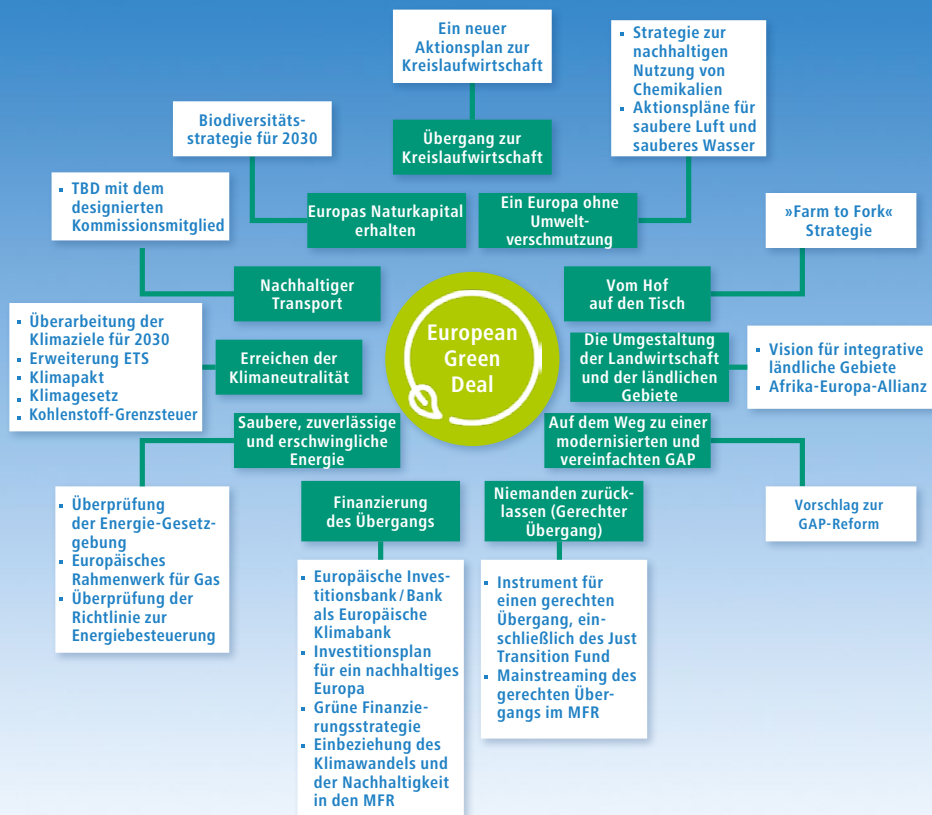 Ein neuer
Aktionsplan zur
Kreislaufwirtschaft
Übergang zur
Kreislaufwirtschaft
▪ Strategie zur
nachhaltigen
Nutzung von
Chemikalien
▪ Aktionspläne für
saubere Luft und
sauberes Wasser
Ein Europa ohne
Umwelt-
verschmutzung
Biodiversitäts-
strategie für 2030
Europas Naturkapital
erhalten
▪ TBD mit dem
designierten
Kommissionsmitglied
Nachhaltiger
Transport
»Farm to Fork«
Strategie
Vom Hof
auf den Tisch
European
Green
Deal
▪ Überarbeitung der
Klimaziele für 2030
▪ Erweiterung ETS
▪ Klimapakt
▪ Klimagesetz
▪ Kohlenstoff-Grenzsteuer
Erreichen der
Klimaneutralität
Die Umgestaltung
der Landwirtschaft
und der ländlichen
Gebiete
▪ Vision für integrative
ländliche Gebiete
▪ Afrika-Europa-Allianz
Saubere, zuverlässige
und erschwingliche
Energie
▪ Überprüfung
der Energie-Gesetz-
gebung
▪ Europäisches
Rahmenwerk für Gas
▪ Überprüfung der
Richtlinie zur
Energiebesteuerung
Auf dem Weg zu einer
modernisierten und
vereinfachten GAP
Vorschlag zur
GAP-Reform
Finanzierung
des Übergangs
▪ Europäische Inves-
titionsbank/Bank
als Europäische
Klimabank
▪ Investitionsplan
für ein nachhaltiges
Europa
▪ Grüne Finanzie-
rungsstrategie
▪ Einbeziehung des
Klimawandels und
der Nachhaltigkeit
in den MFR
Niemanden zurück-
lassen (Gerechter
Übergang)
▪ Instrument für
einen gerechten
Übergang, ein-
schließlich des Just
Transition Fund
▪ Mainstreaming des
gerechten Über-
gangs im MFR